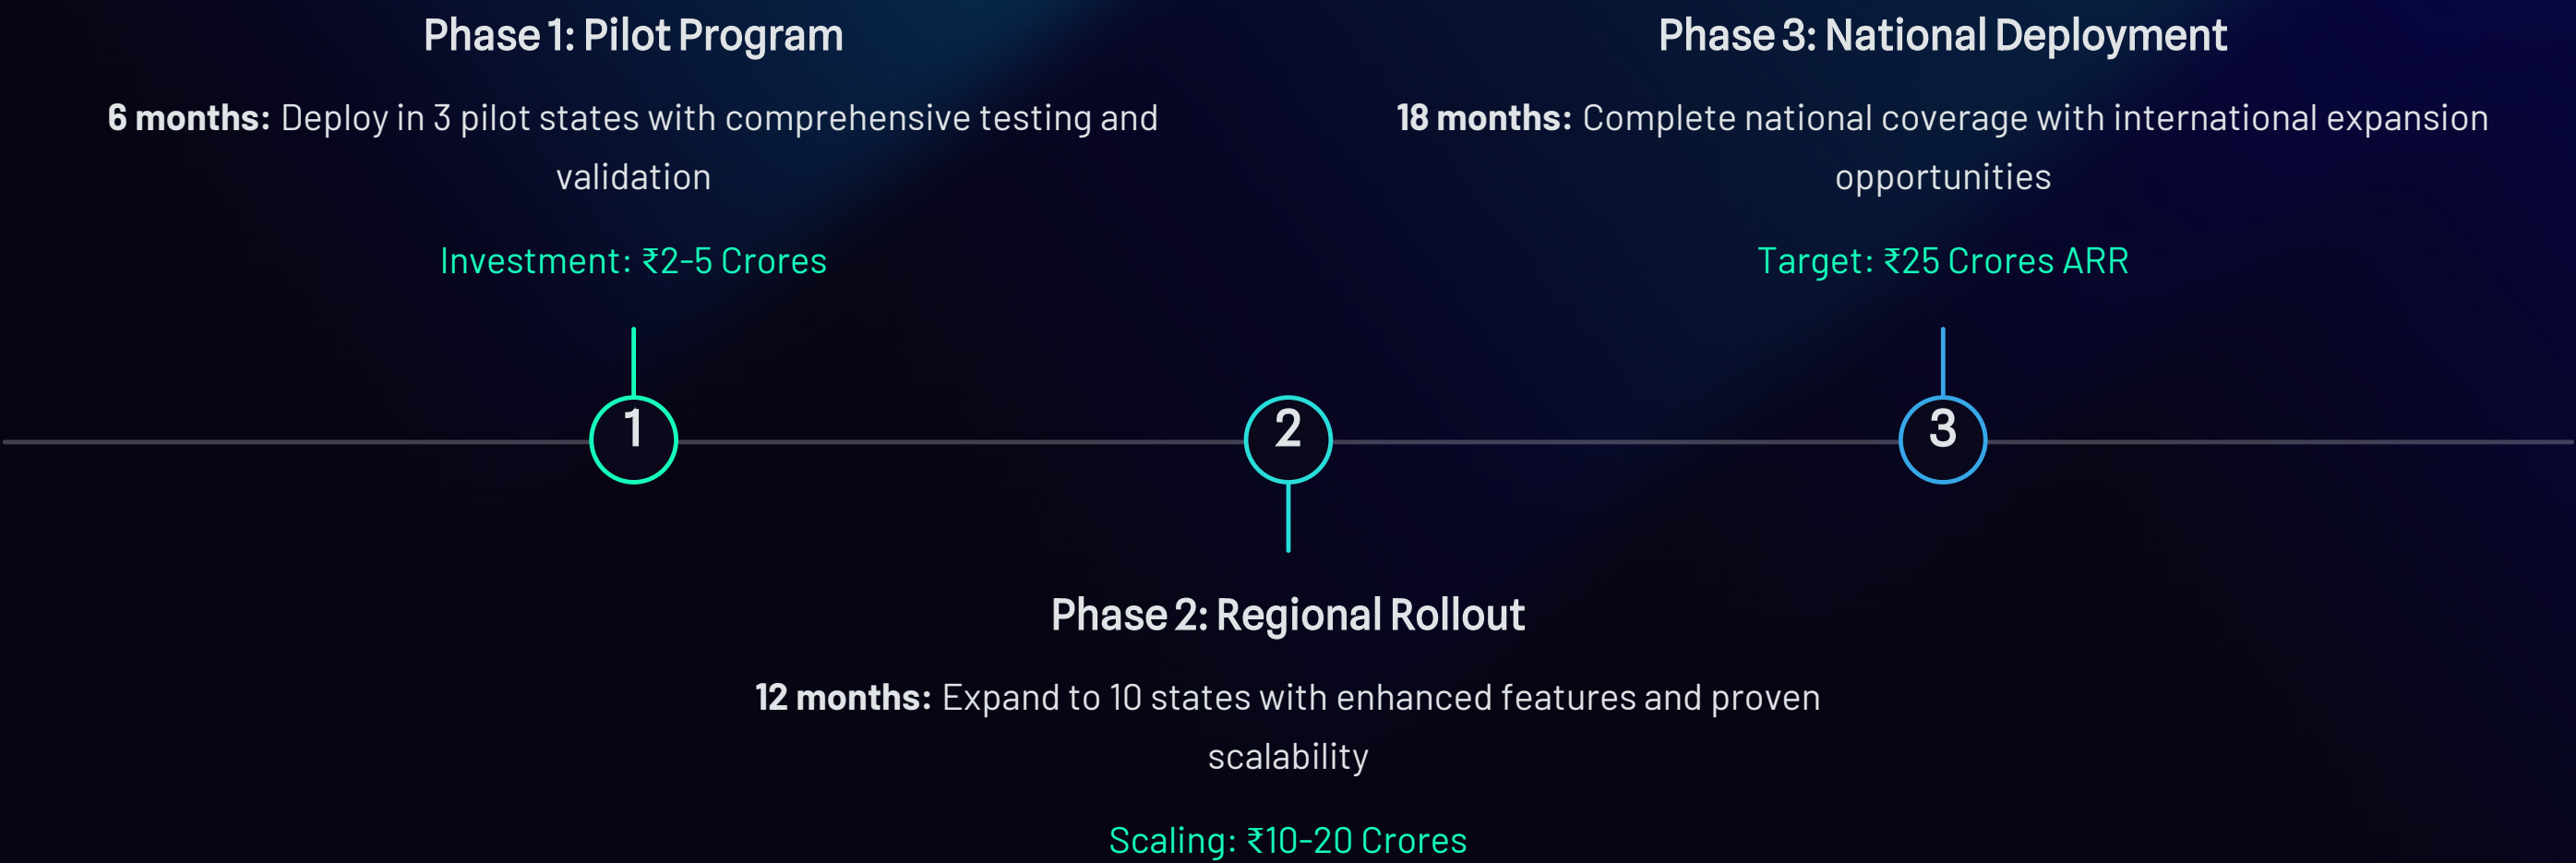 Phase 1: Pilot Program
6 months: Deploy in 3 pilot states with comprehensive testing and
validation
Investment: ₹2-5 Crores
Phase 3: National Deployment
18 months: Complete national coverage with international expansion
opportunities
Target: ₹25 Crores ARR
1
2
3
Phase 2: Regional Rollout
12 months: Expand to 10 states with enhanced features and proven
scalability
Scaling: ₹10-20 Crores